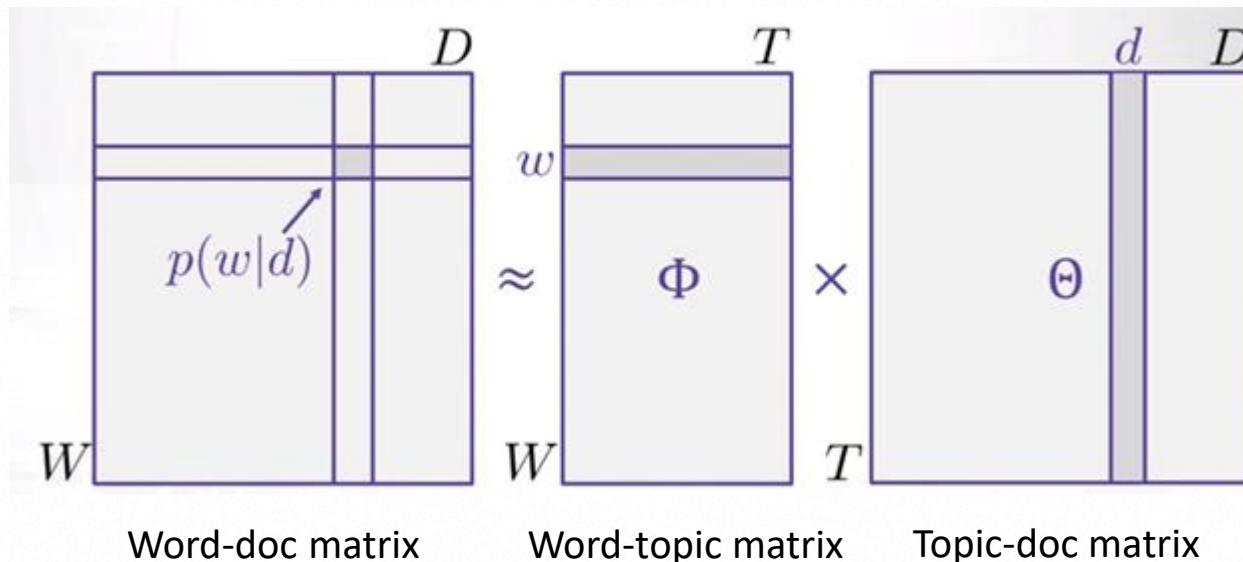 D T d D
w
p(w|d) ≈ Φ × Θ
W W T
Word-doc matrix Word-topic matrix Topic-doc matrix